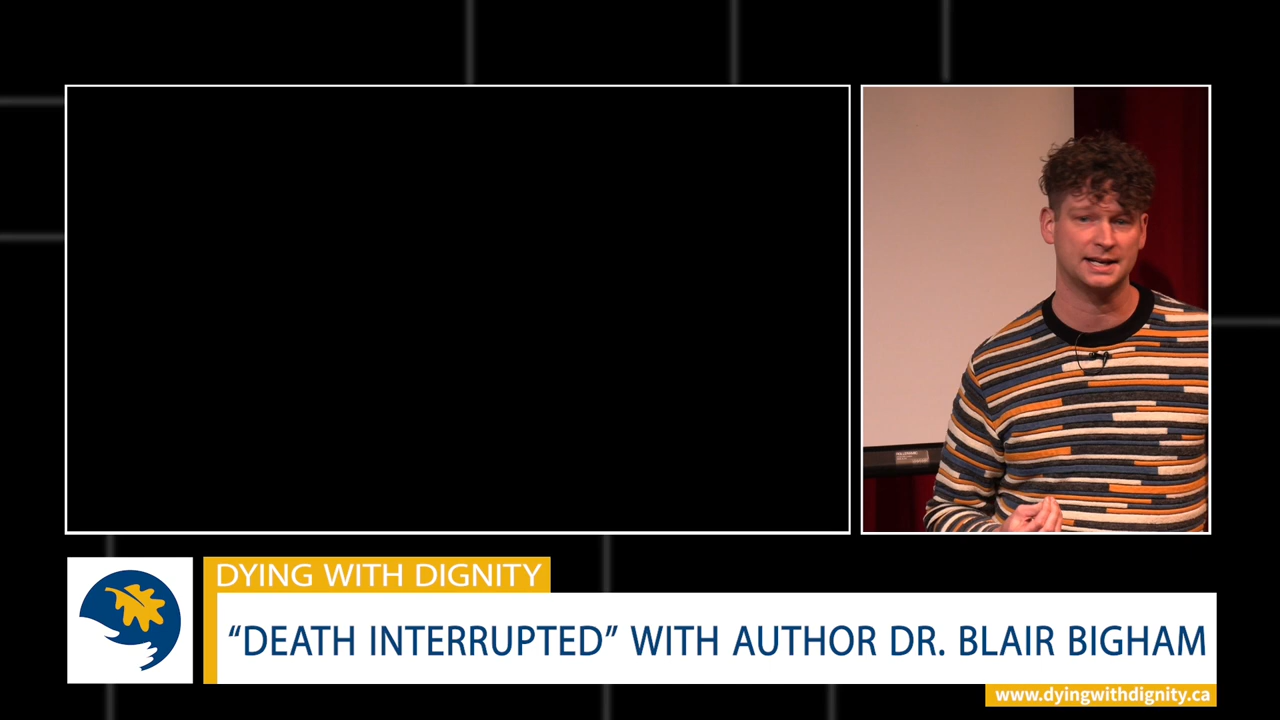 DYING WITH DIGNITY
“DEATH INTERRUPTED” WITH AUTHOR DR. BLAIR BIGHAM
www.dyingwithdignity.ca